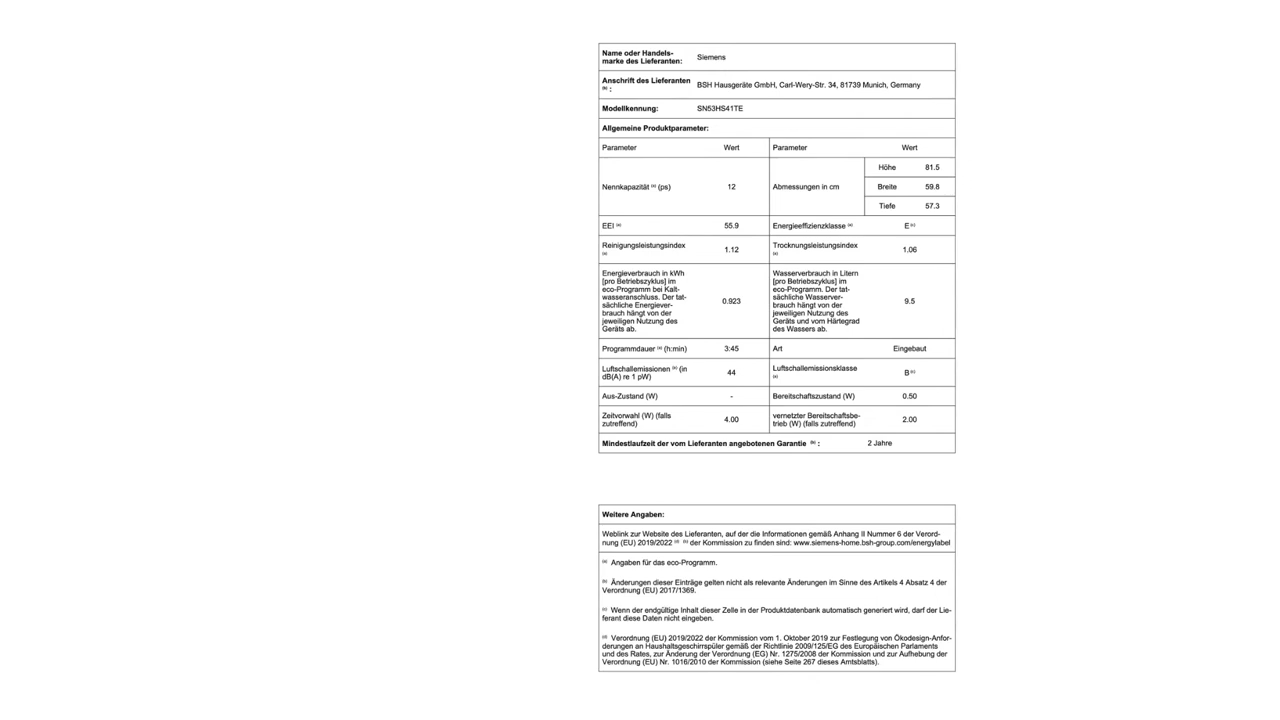 Name oder Handels-
marke des Lieferanten: Siemens
Anschrift des Lieferanten
(b) : BSH Hausgeräte GmbH, Carl-Wery-Str. 34, 81739 Munich, Germany
Modellkennung: SN53HS41TE
Allgemeine Produktparameter:
Parameter Wert Parameter Wert
Nennkapazität (a) (ps) 12 Abmessungen in cm
Höhe 81.5
Breite 59.8
Tiefe 57.3
EEI (a) 55.9 Energieeffizienzklasse (a) E (c)
Reinigungsleistungsindex
(a) 1.12
Trocknungsleistungsindex
(a) 1.06
Energieverbrauch in kWh
[pro Betriebszyklus] im
eco-Programm bei Kalt-
wasseranschluss. Der tat-
sächliche Energiever-
brauch hängt von der
jeweiligen Nutzung des
Geräts ab.
0.923
Wasserverbrauch in Litern
[pro Betriebszyklus] im
eco-Programm. Der tat-
sächliche Wasserver-
brauch hängt von der
jeweiligen Nutzung des
Geräts und vom Härtegrad
des Wassers ab.
9.5
Programmdauer (a) (h:min) 3:45 Art Eingebaut
Luftschallemissionen (a) (in
dB(A) re 1 pW) 44
Luftschallemissionsklasse
(a) B (c)
Aus-Zustand (W) - Bereitschaftszustand (W) 0.50
Zeitvorwahl (W) (falls
zutreffend) 4.00
vernetzter Bereitschaftsbe-
trieb (W) (falls zutreffend) 2.00
Mindestlaufzeit der vom Lieferanten angebotenen Garantie (b) : 2 Jahre
Weitere Angaben:
Weblink zur Website des Lieferanten, auf der die Informationen gemäß Anhang II Nummer 6 der Verord-
nung (EU) 2019/2022 (d) (b) der Kommission zu finden sind: www.siemens-home.bsh-group.com/energylabel
(a) Angaben für das eco-Programm.
(b) Änderungen dieser Einträge gelten nicht als relevante Änderungen im Sinne des Artikels 4 Absatz 4 der
Verordnung (EU) 2017/1369.
(c) Wenn der endgültige Inhalt dieser Zelle in der Produktdatenbank automatisch generiert wird, darf der Lie-
ferant diese Daten nicht eingeben.
(d) Verordnung (EU) 2019/2022 der Kommission vom 1. Oktober 2019 zur Festlegung von Ökodesign-Anfor-
derungen an Haushaltsgeschirrspüler gemäß der Richtlinie 2009/125/EG des Europäischen Parlaments
und des Rates, zur Änderung der Verordnung (EG) Nr. 1275/2008 der Kommission und zur Aufhebung der
Verordnung (EU) Nr. 1016/2010 der Kommission (siehe Seite 267 dieses Amtsblatts).